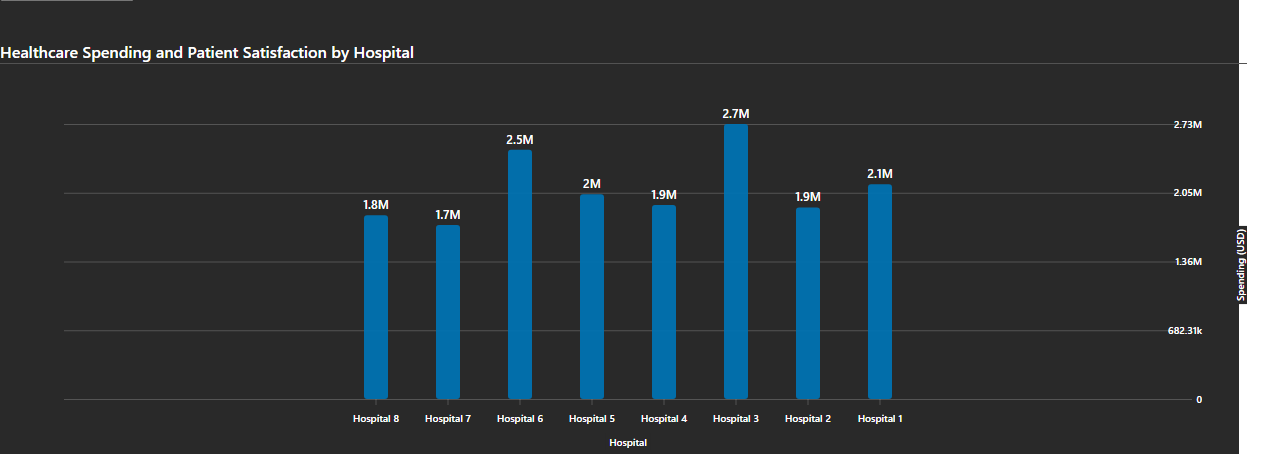 Healthcare Spending and Patient Satisfaction by Hospital
2.7M
2.73M
2.5M
2M
1.9M
1.9M
2.1M
2.05M
1.8M
1.7M
1.36M
Spending (USD)
682.31k
0
Hospital 8 Hospital 7 Hospital 6 Hospital 5 Hospital 4 Hospital 3 Hospital 2 Hospital 1
Hospital